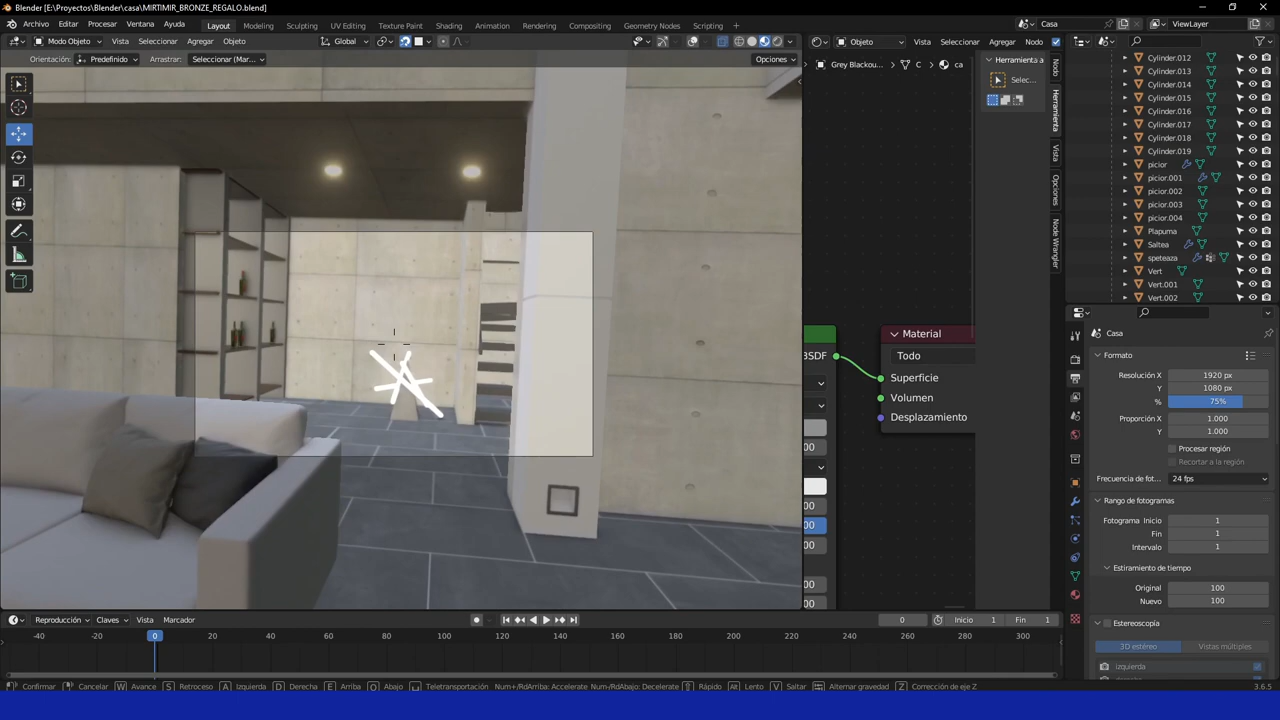 Blender [E:\Proyectos\Blender\casa\MIRTIMIR_BRONZE_REGALO.blend]
Archivo Editar Procesar Ventana Ayuda Layout Modeling Sculpting UV Editing Texture Paint Shading Animation Rendering Compositing Geometry Nodes Scripting Casa ViewLayer
Modo Objeto Vista Seleccionar Agregar Objeto Global Objeto Vista Seleccionar Agregar Nodo
Orientación: Predefinido Arrastrar: Seleccionar (Mar... Opciones
Grey Blackou... C ca
Herramienta a
Selec...
Nodo
Herramienta
Vista
Opciones
Node Wrangler
BSDF
Material
Todo
Superficie
Volumen
Desplazamiento
Cylinder.012
Cylinder.013
Cylinder.014
Cylinder.015
Cylinder.016
Cylinder.017
Cylinder.018
Cylinder.019
picior
picior.001
picior.002
picior.003
picior.004
Plapuma
Saltea
speteaza
Vert
Vert.001
Vert.002
Casa
Formato
Resolución X 1920 px
Y 1080 px
% 75%
Proporción X 1.000
Y 1.000
Procesar región
Recortar a la región
Frecuencia de fot... 24 fps
Rango de fotogramas
Fotograma Inicio 1
Fin 1
Intervalo 1
Estiramiento de tiempo
Original 100
Nuevo 100
Estereoscopía
3D estéreo Vistas múltiples
izquierda
Reproducción Claves Vista Marcador 0 Inicio 1 Fin 1
-40 -20 0 20 40 60 80 100 120 140 160 180 200 220 240 260 280 300
Confirmar Cancelar W Avance S Retroceso A Izquierda D Derecha E Arriba Q Abajo Teletransportación Num+/RdArriba: Accelerate Num-/RdAbajo: Decelerate Rápido Alt Lento V Saltar Alternar gravedad Z Corrección de eje Z 3.6.5